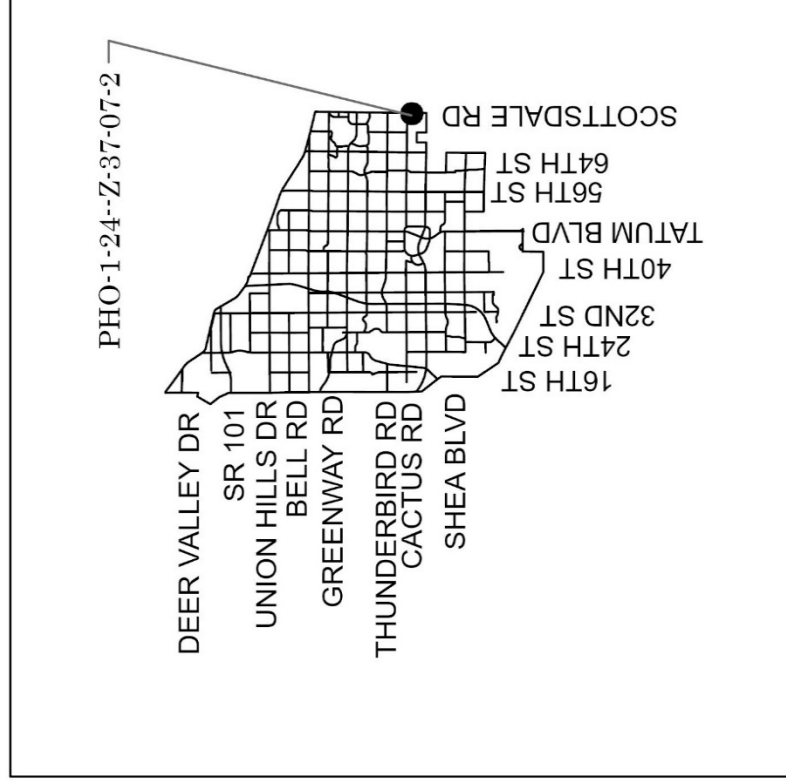 PHO-1-24--Z-37-07-2
DEER VALLEY DR
SR 101
UNION HILLS DR
BELL RD
GREENWAY RD
THUNDERBIRD RD
CACTUS RD
SHEA BLVD
16TH ST
24TH ST
32ND ST
40TH ST
TATUM BLVD
56TH ST
64TH ST
SCOTTSDALE RD